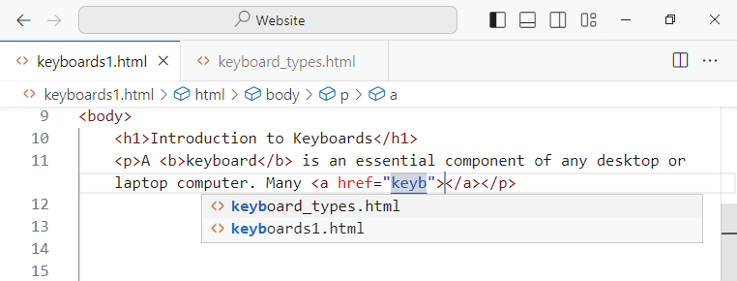 Website
keyboards1.html
keyboard_types.html
keyboards1.html > html > body > p > a
9 <body>
10 <h1>Introduction to Keyboards</h1>
11 <p>A <b>keyboard</b> is an essential component of any desktop or
laptop computer. Many <a href="keyb"></a></p>
keyboard_types.html
12
keyboards1.html
13
14
15